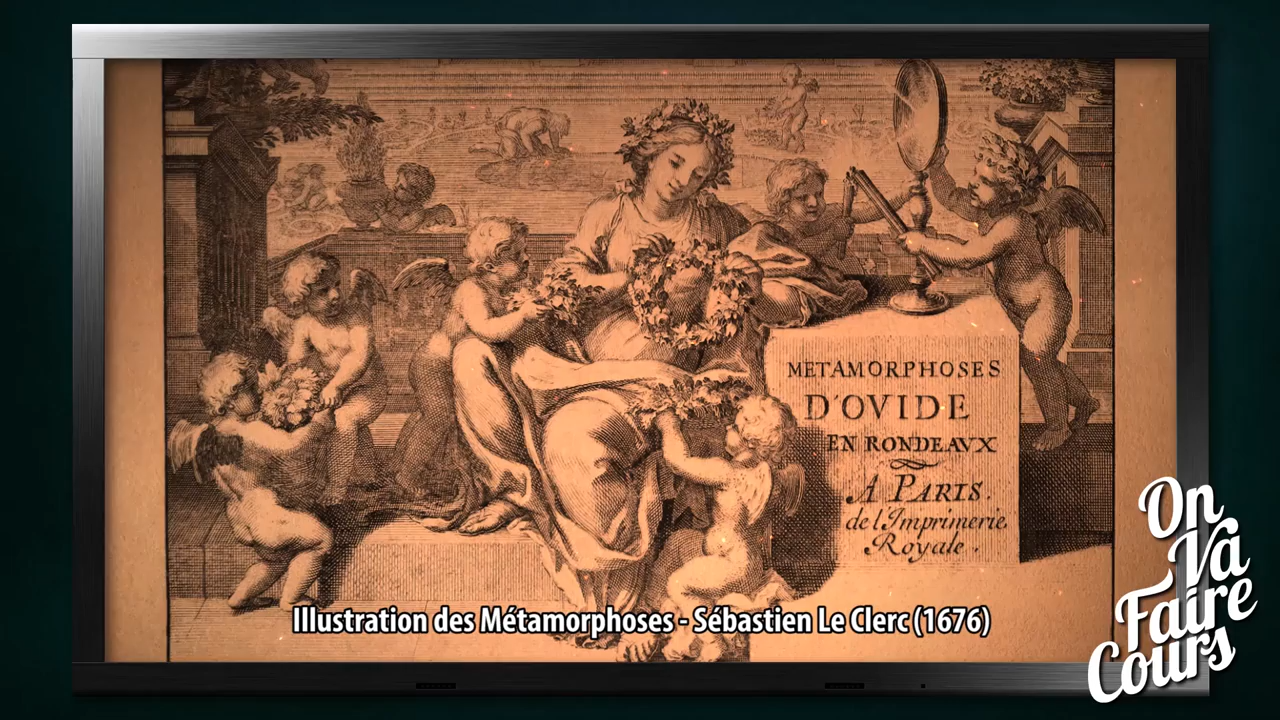 METAMORPHOSES
D'OVIDE
EN RONDEAVX
A PARIS.
de l'Imprimerie
Royale.
Illustration des Métamorphoses - Sébastien Le Clerc (1676)
On
Va
Faire
Cours